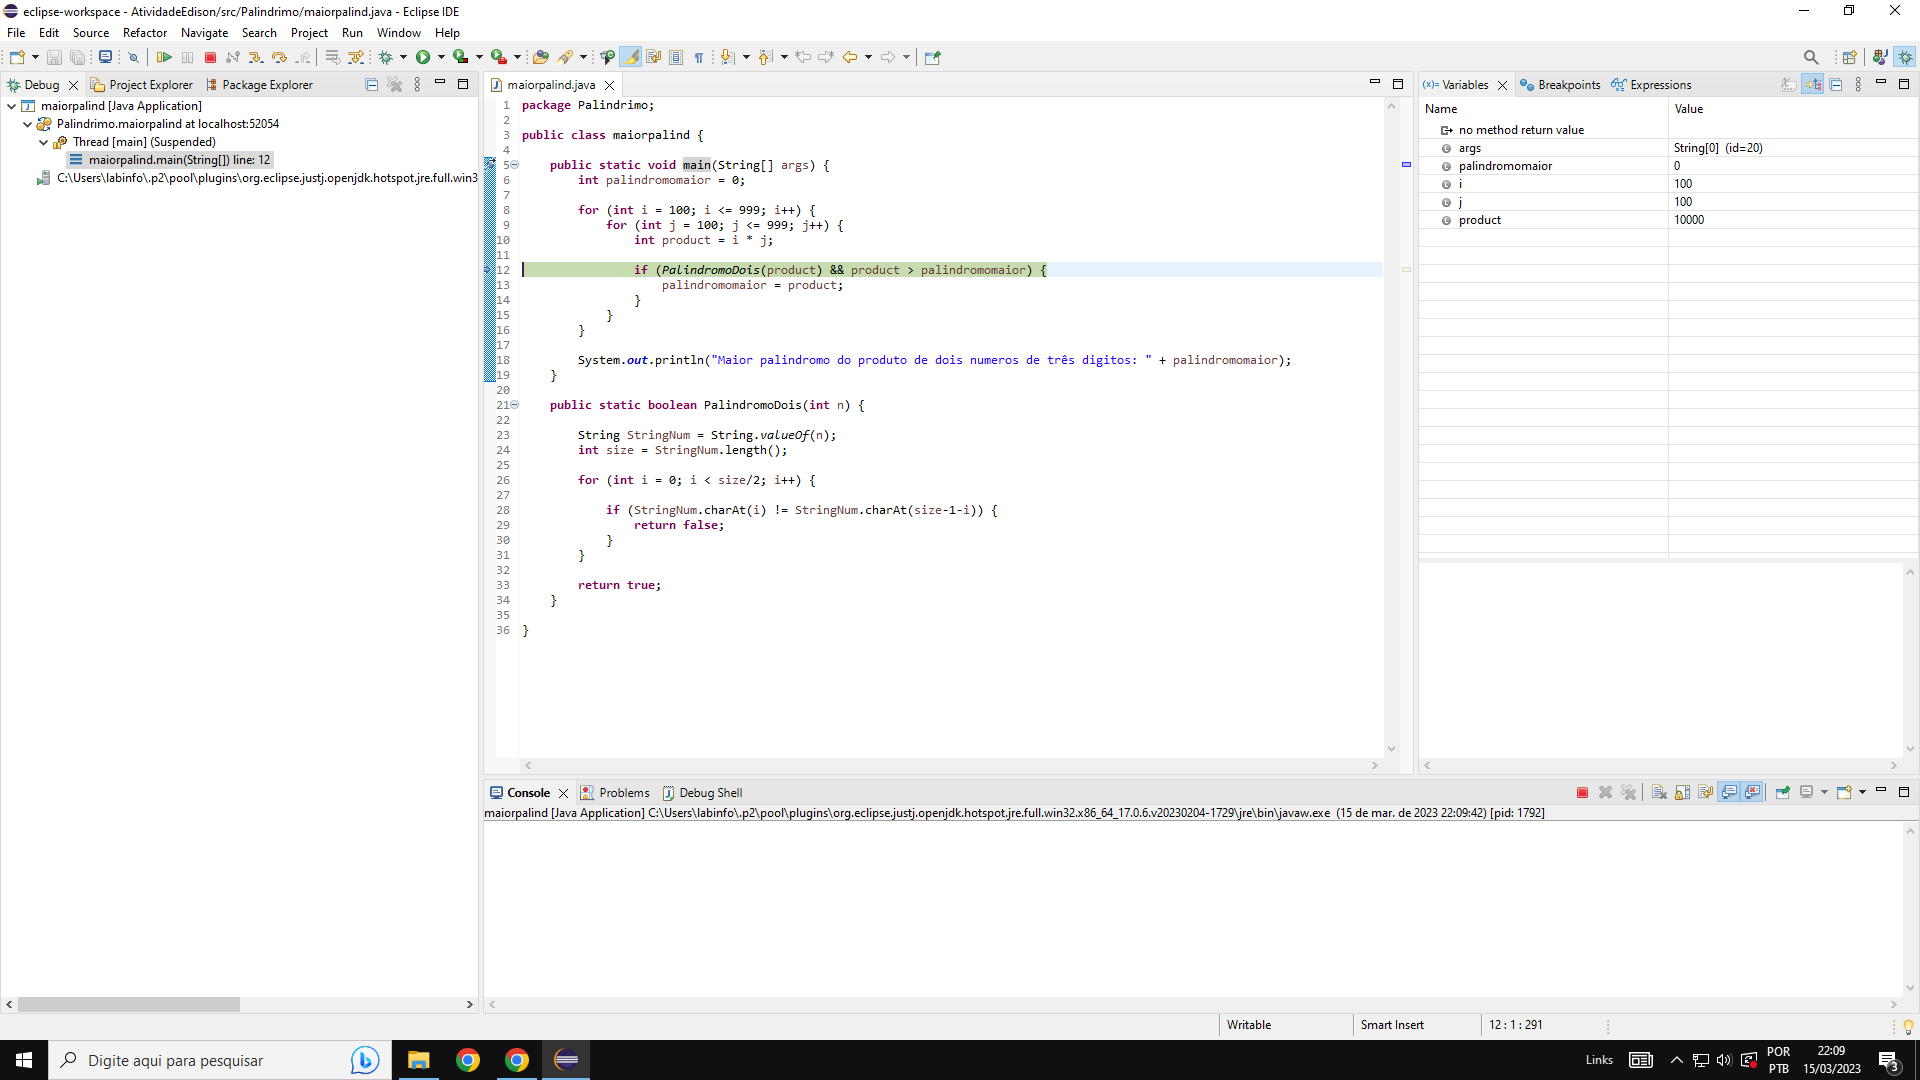 eclipse-workspace - AtividadeEdison/src/Palindrimo/maiorpalind.java - Eclipse IDE
File Edit Source Refactor Navigate Search Project Run Window Help
Debug Project Explorer Package Explorer
maiorpalind [Java Application]
Palindrimo.maiorpalind at localhost:52054
Thread [main] (Suspended)
maiorpalind.main(String[]) line: 12
C:\Users\labinfo\.p2\pool\plugins\org.eclipse.justj.openjdk.hotspot.jre.full.win3
maiorpalind.java
1 package Palindrimo;
2
3 public class maiorpalind {
4
5 public static void main(String[] args) {
6 int palindromomaior = 0;
7
8 for (int i = 100; i <= 999; i++) {
9 for (int j = 100; j <= 999; j++) {
10 int product = i * j;
11
12 if (PalindromoDois(product) && product > palindromomaior) {
13 palindromomaior = product;
14 }
15 }
16 }
17
18 System.out.println("Maior palindromo do produto de dois numeros de três digitos: " + palindromomaior);
19 }
20
21 public static boolean PalindromoDois(int n) {
22
23 String StringNum = String.valueOf(n);
24 int size = StringNum.length();
25
26 for (int i = 0; i < size/2; i++) {
27
28 if (StringNum.charAt(i) != StringNum.charAt(size-1-i)) {
29 return false;
30 }
31 }
32
33 return true;
34 }
35
36 }
(x)= Variables Breakpoints Expressions
Name Value
no method return value
args String[0] (id=20)
palindromomaior 0
i 100
j 100
product 10000
Console Problems Debug Shell
maiorpalind [Java Application] C:\Users\labinfo\.p2\pool\plugins\org.eclipse.justj.openjdk.hotspot.jre.full.win32.x86_64_17.0.6.v20230204-1729\jre\bin\javaw.exe (15 de mar. de 2023 22:09:42) [pid: 1792]
Writable Smart Insert 12 : 1 : 291
Digite aqui para pesquisar
Links
POR
PTB
22:09
15/03/2023
3